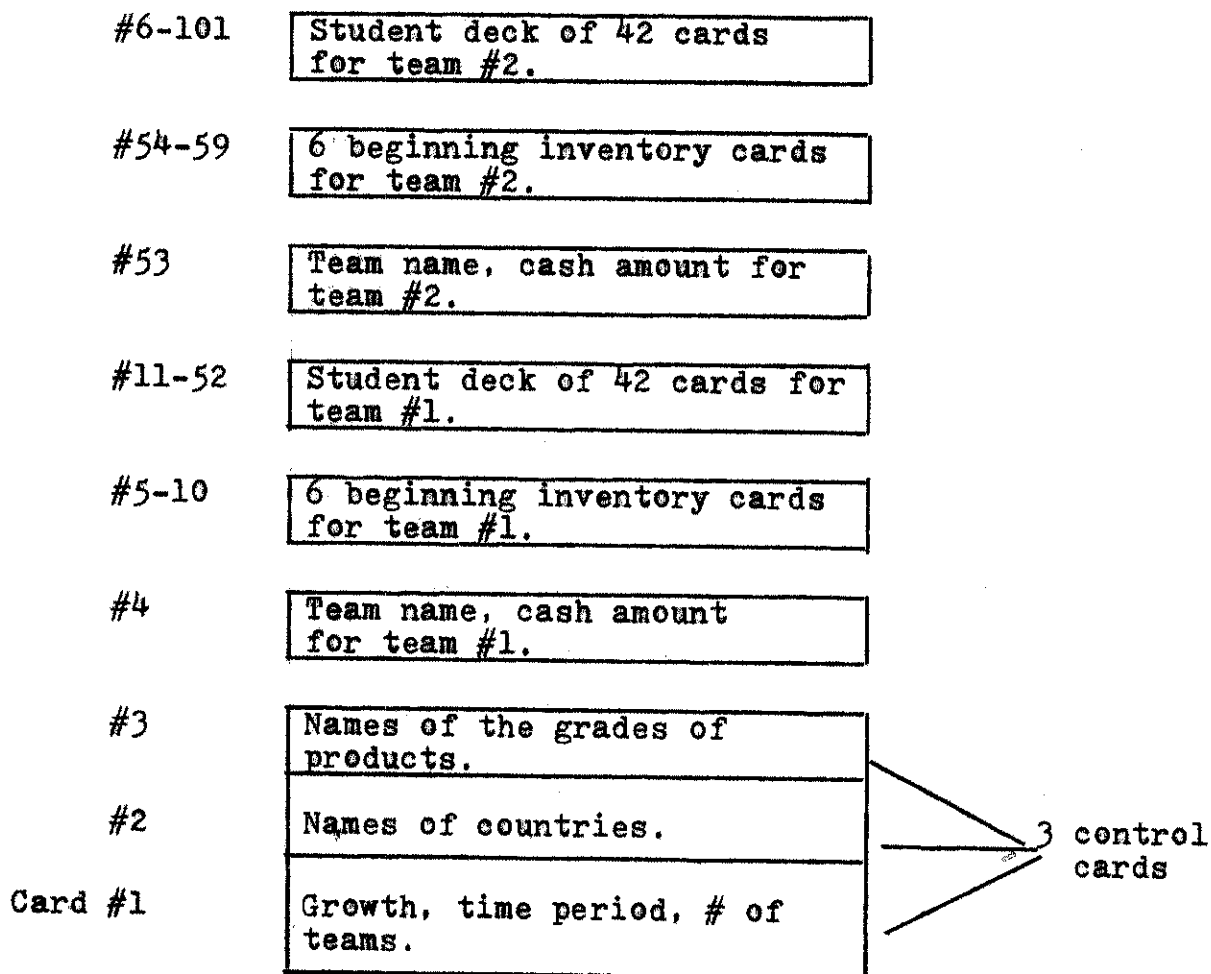 #6-101
Student deck of 42 cards
for team #2.
#54-59
6 beginning inventory cards
for team #2.
#53
Team name, cash amount for
team #2.
#11-52
Student deck of 42 cards for
team #1.
#5-10
6 beginning inventory cards
for team #1.
#4
Team name, cash amount
for team #1.
#3
Names of the grades of
products.
#2
Names of countries.
3 control
cards
Card #1
Growth, time period, # of
teams.